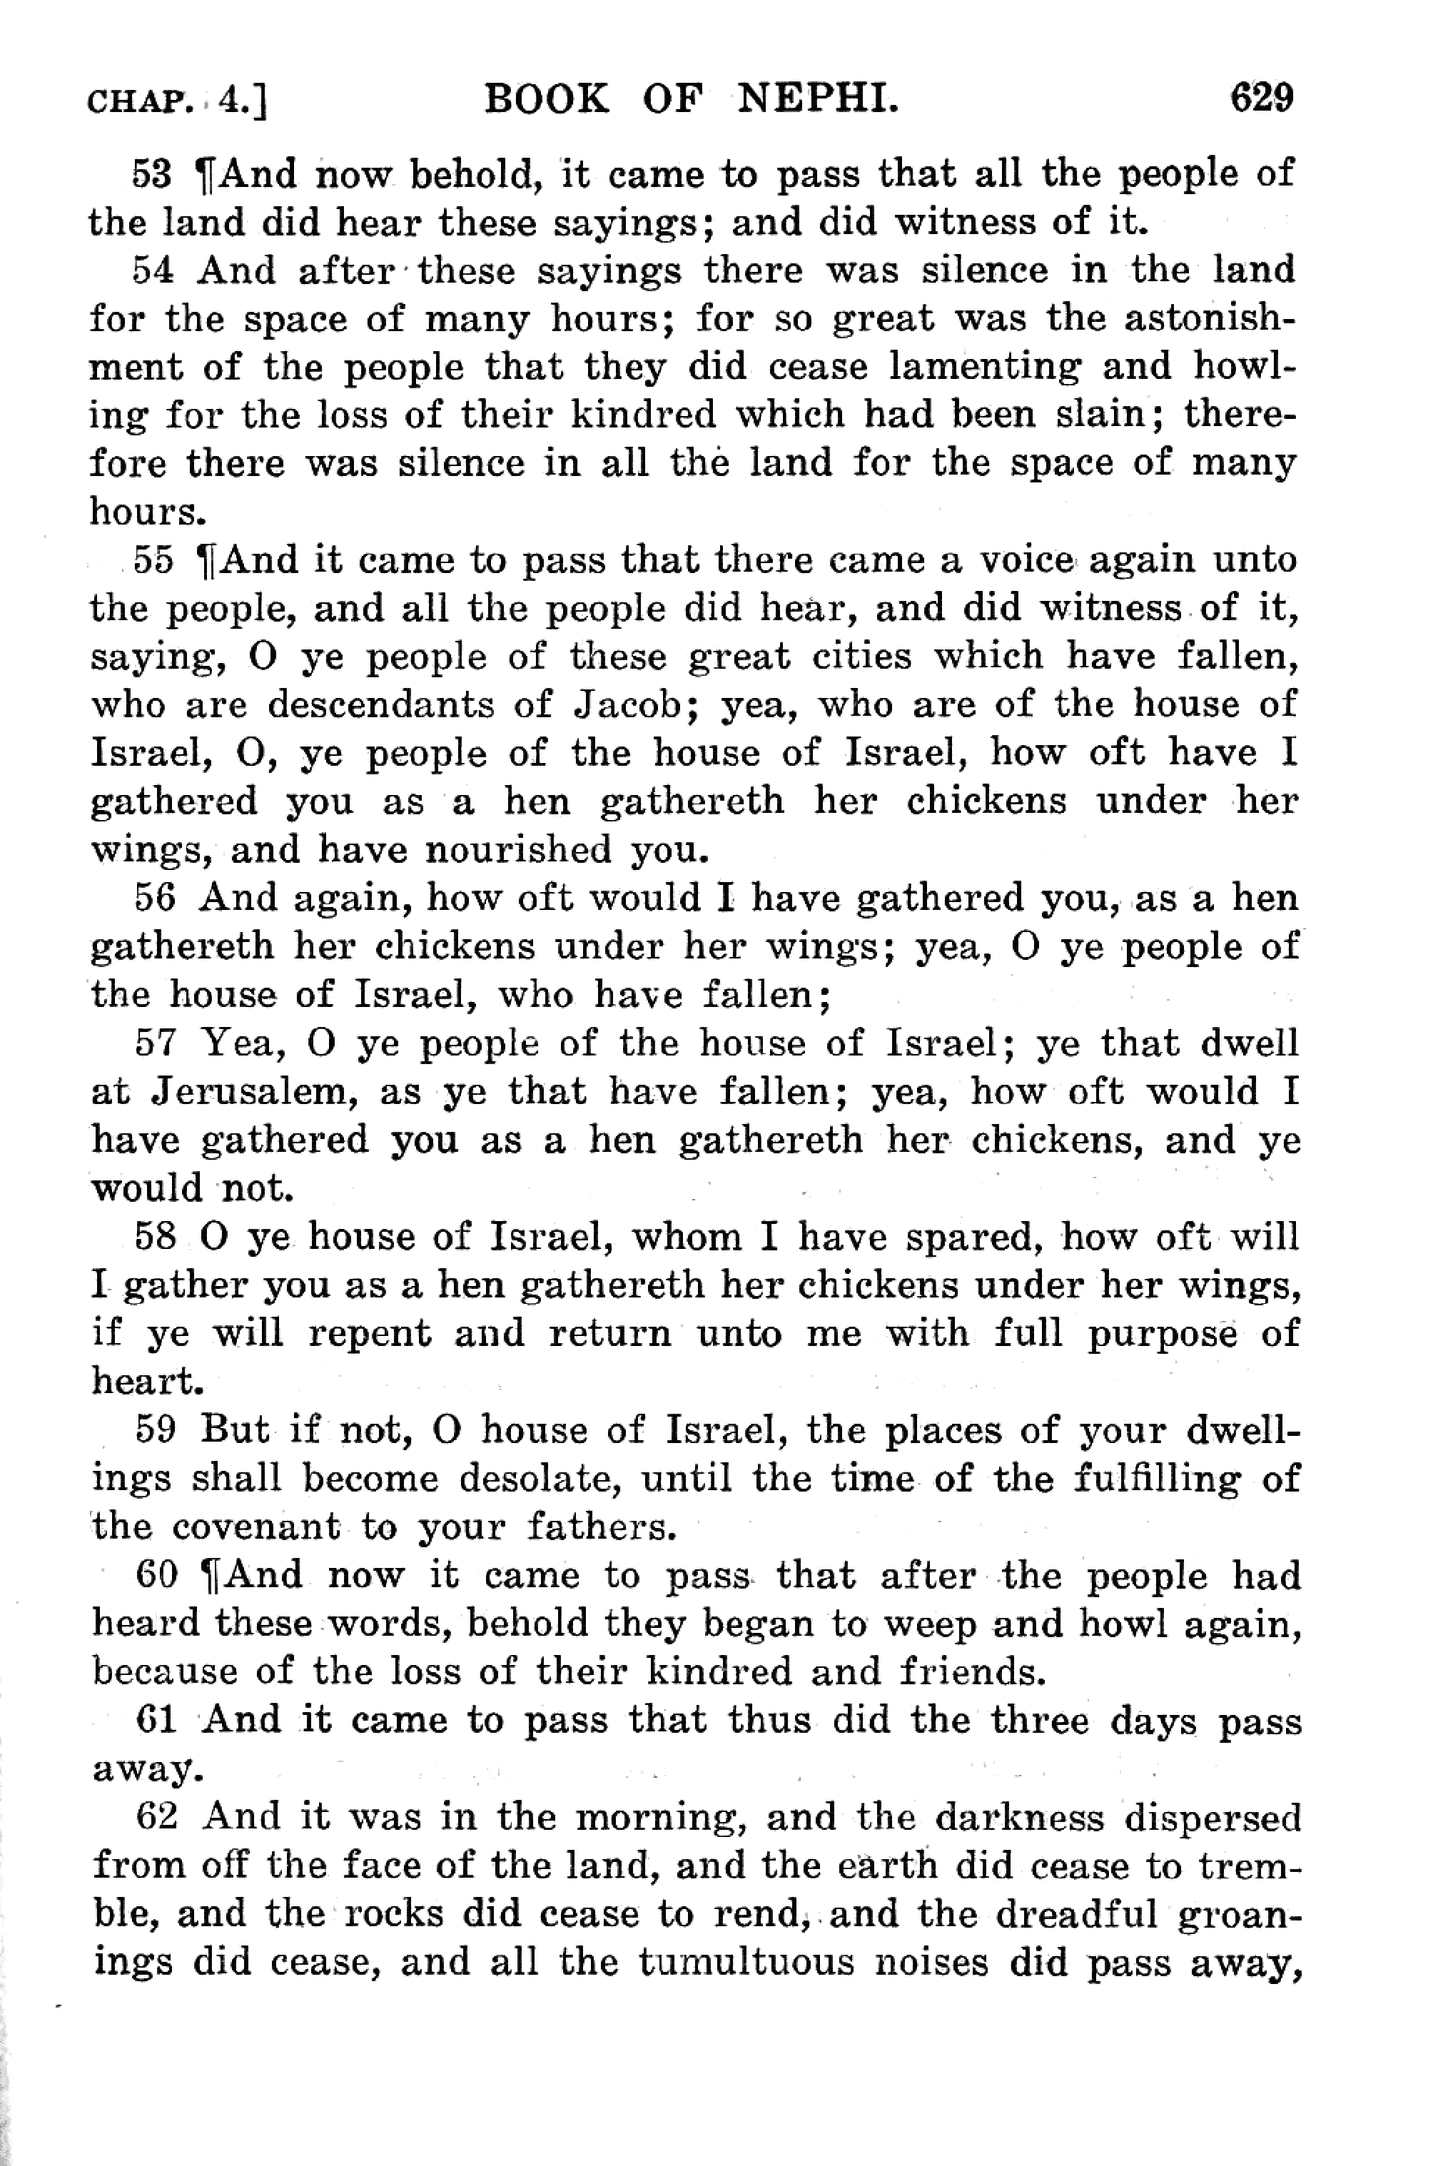 CHAP. 4.] BOOK OF NEPHI. 629
53 ¶And now behold, it came to pass that all the people of
the land did hear these sayings; and did witness of it.
54 And after these sayings there was silence in the land
for the space of many hours; for so great was the astonish-
ment of the people that they did cease lamenting and howl-
ing for the loss of their kindred which had been slain; there-
fore there was silence in all the land for the space of many
hours.
55 ¶And it came to pass that there came a voice again unto
the people, and all the people did hear, and did witness of it,
saying, O ye people of these great cities which have fallen,
who are descendants of Jacob; yea, who are of the house of
Israel, O, ye people of the house of Israel, how oft have I
gathered you as a hen gathereth her chickens under her
wings, and have nourished you.
56 And again, how oft would I have gathered you, as a hen
gathereth her chickens under her wings; yea, O ye people of
the house of Israel, who have fallen;
57 Yea, O ye people of the house of Israel; ye that dwell
at Jerusalem, as ye that have fallen; yea, how oft would I
have gathered you as a hen gathereth her chickens, and ye
would not.
58 O ye house of Israel, whom I have spared, how oft will
I gather you as a hen gathereth her chickens under her wings,
if ye will repent and return unto me with full purpose of
heart.
59 But if not, O house of Israel, the places of your dwell-
ings shall become desolate, until the time of the fulfilling of
the covenant to your fathers.
60 ¶And now it came to pass that after the people had
heard these words, behold they began to weep and howl again,
because of the loss of their kindred and friends.
61 And it came to pass that thus did the three days pass
away.
62 And it was in the morning, and the darkness dispersed
from off the face of the land, and the earth did cease to trem-
ble, and the rocks did cease to rend, and the dreadful groan-
ings did cease, and all the tumultuous noises did pass away,